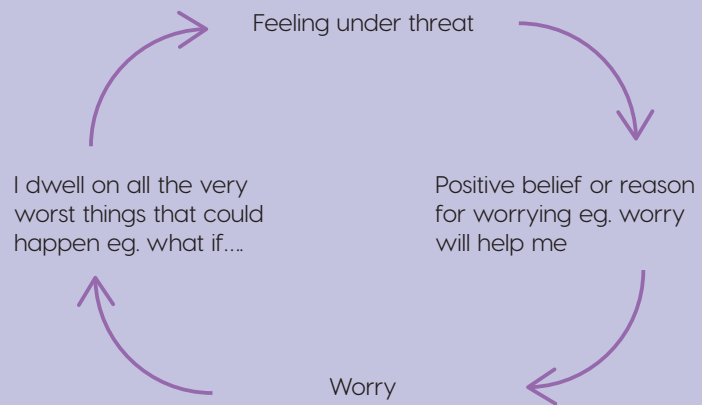 Feeling under threat
Positive belief or reason
for worrying eg. worry
will help me
Worry
I dwell on all the very
worst things that could
happen eg. what if....